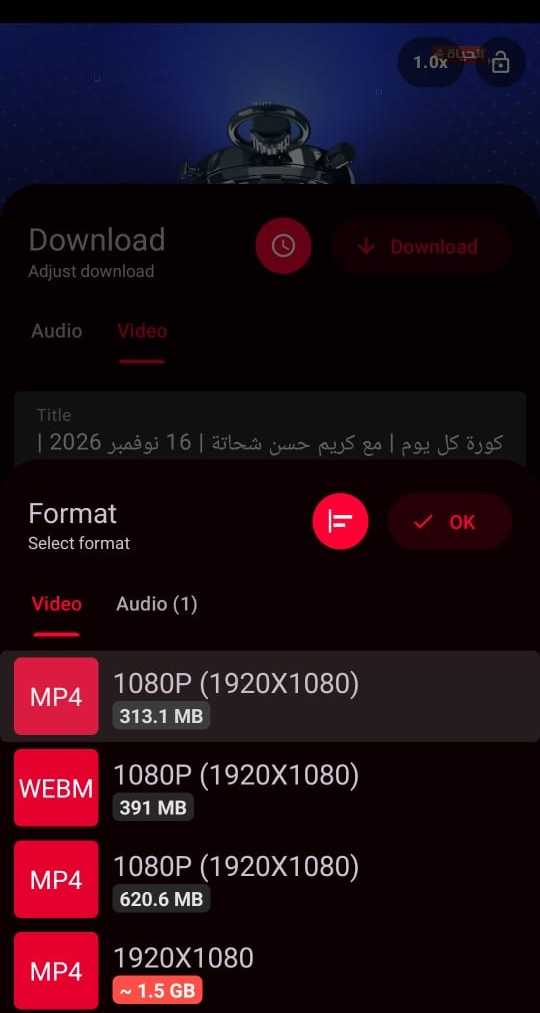 1.0x
الحياة
Download
Adjust download
Download
Audio
Video
Title
كورة كل يوم | مع كريم حسن شحاتة | 16 نوفمبر 2026 |
Format
Select format
OK
Video
Audio (1)
MP4
1080P (1920X1080)
313.1 MB
WEBM
1080P (1920X1080)
391 MB
MP4
1080P (1920X1080)
620.6 MB
MP4
1920X1080
~ 1.5 GB